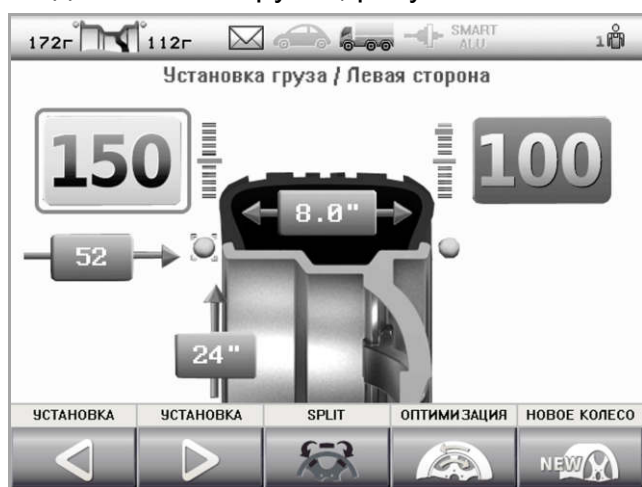 172г 112г SMART ALU 1
Установка груза / Левая сторона
150 100
8.0"
52
24"
УСТАНОВКА УСТАНОВКА SPLIT ОПТИМИЗАЦИЯ НОВОЕ КОЛЕСО
NEW